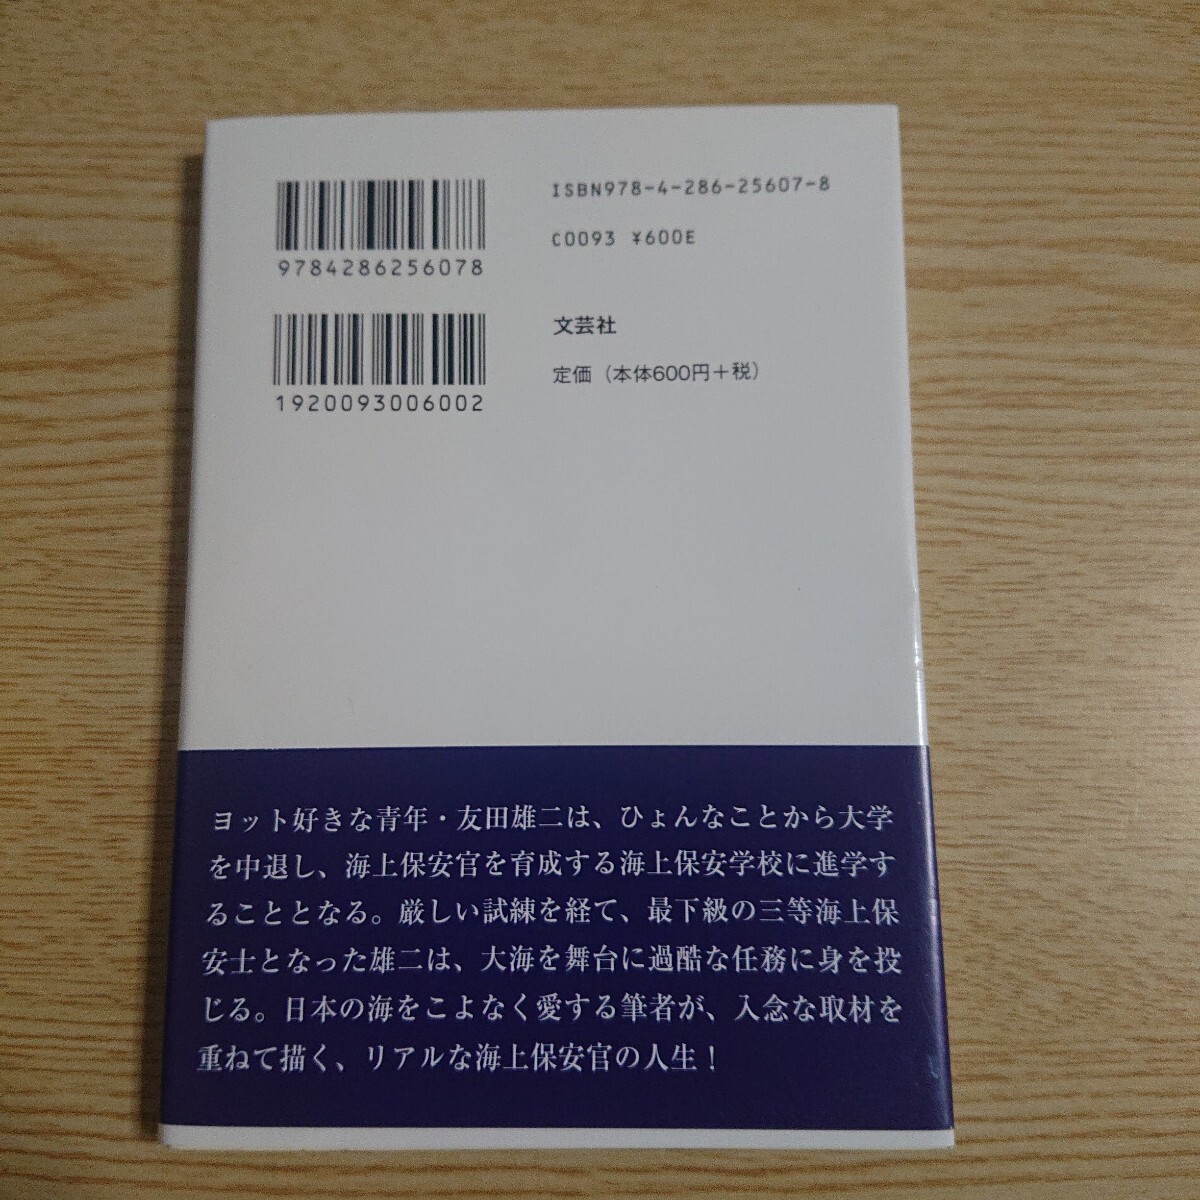 9784286256078
1920093006002
ISBN978-4-286-25607-8
C0093 ¥600E
文芸社
定価（本体600円＋税）
ヨット好きな青年・友田雄二は、ひょんなことから大学
を中退し、海上保安官を育成する海上保安学校に進学す
ることとなる。厳しい試練を経て、最下級の三等海上保
安士となった雄二は、大海を舞台に過酷な任務に身を投
じる。日本の海をこよなく愛する筆者が、入念な取材を
重ねて描く、リアルな海上保安官の人生！